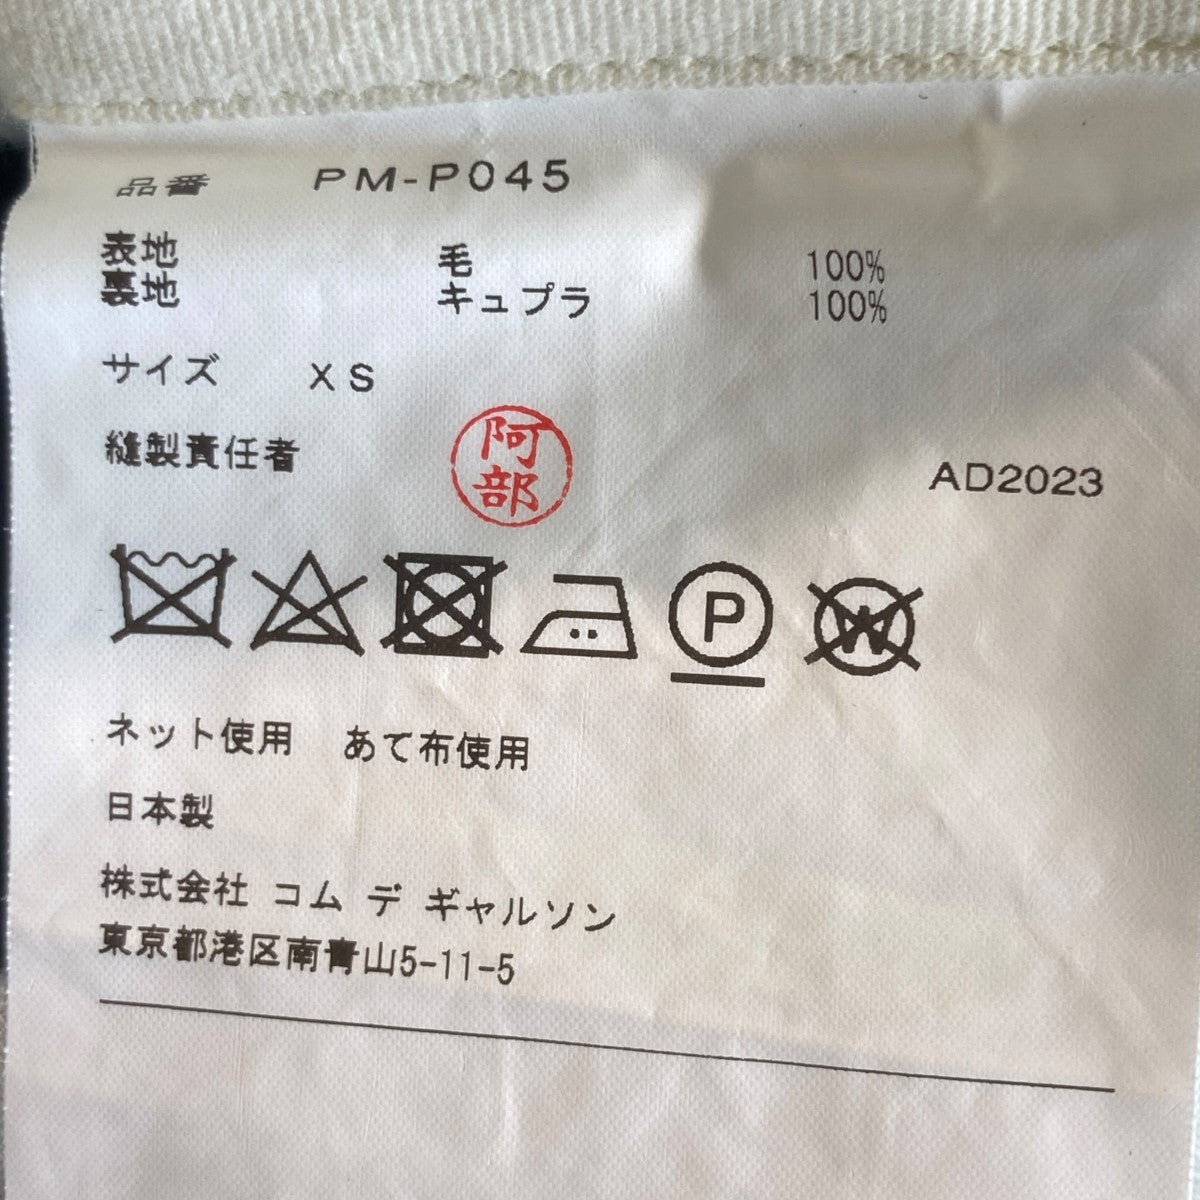 品番 PM-P045
表地 毛 100%
裏地 キュプラ 100%
サイズ XS
縫製責任者 阿部
AD2023
P
W
ネット使用 あて布使用
日本製
株式会社 コム デ ギャルソン
東京都港区南青山5-11-5